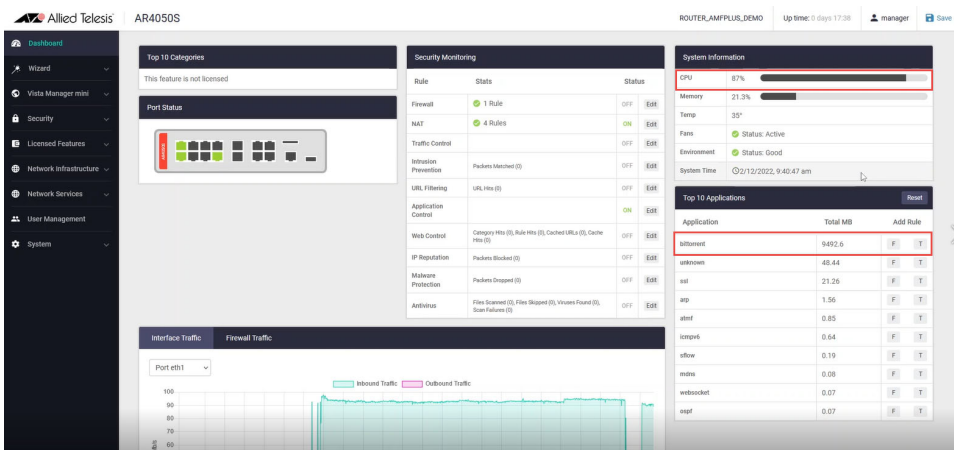 Allied Telesis
AR4050S
ROUTER_AMFPLUS_DEMO
Up time: 0 days 17:38
manager
Save
Dashboard
Wizard
Vista Manager mini
Security
Licensed Features
Network Infrastructure
Network Services
User Management
System
Top 10 Categories
This feature is not licensed
Port Status
Security Monitoring
Rule Stats Status
Firewall 1 Rule OFF Edit
NAT 4 Rules ON Edit
Traffic Control OFF Edit
Intrusion
Prevention Packets Matched (0) OFF Edit
URL Filtering URL Hits (0) OFF Edit
Application
Control ON Edit
Web Control Category Hits (0), Rule Hits (0), Cached URLs (0), Cache
Hits (0) OFF Edit
IP Reputation Packets Blocked (0) OFF Edit
Malware
Protection Packets Dropped (0) OFF Edit
Antivirus Files Scanned (0), Files Skipped (0), Viruses Found (0),
Scan Failures (0) OFF Edit
System Information
CPU 87%
Memory 21.3%
Temp 35°
Fans Status: Active
Environment Status: Good
System Time 2/12/2022, 9:40:47 am
Top 10 Applications Reset
Application Total MB Add Rule
bittorrent 9492.6 F T
unknown 48.44 F T
ssl 21.26 F T
arp 1.56 F T
atmf 0.85 F T
icmpv6 0.64 F T
sflow 0.19 F T
mdns 0.08 F T
websocket 0.07 F T
ospf 0.07 F T
Interface Traffic Firewall Traffic
Port eth1
Inbound Traffic Outbound Traffic
100
90
80
70
60